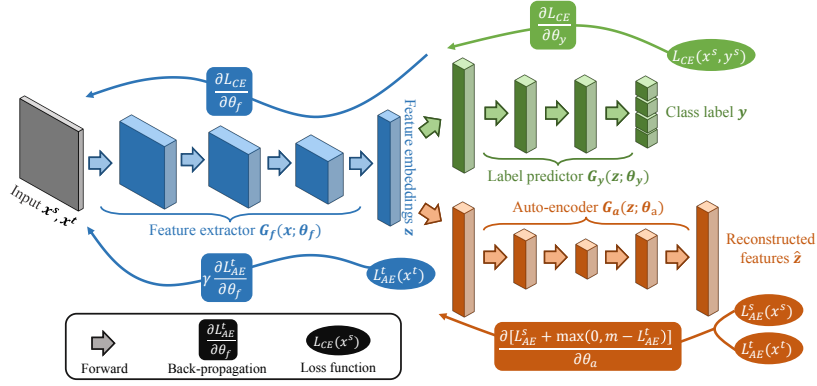 ∂L_CE / ∂θ_y
L_CE(x^s, y^s)
∂L_CE / ∂θ_f
Class label y
Label predictor G_y(z; θ_y)
Input x^s, x^t
Feature extractor G_f(x; θ_f)
Feature embeddings z
Auto-encoder G_a(z; θ_a)
Reconstructed
features ẑ
γ ∂L^t_AE / ∂θ_f
L^t_AE(x^t)
L^s_AE(x^s)
L^t_AE(x^t)
∂[L^s_AE + max(0, m − L^t_AE)] / ∂θ_a
∂L^t_AE / ∂θ_f
L_CE(x^s)
Forward
Back-propagation
Loss function